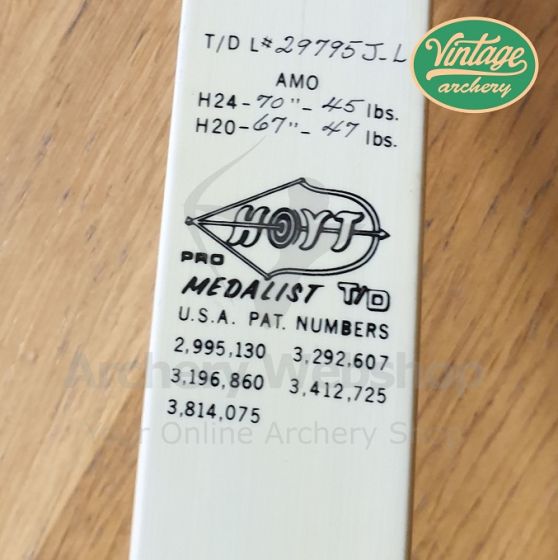 T/D L# 29795J-L
Vintage
archery
AMO
H24-70"-45 lbs.
H20-67"-47 lbs.
HOYT
PRO
MEDALIST T/D
U.S.A. PAT. NUMBERS
2,995,130 3,292,607
3,196,860 3,412,725
3,814,075
Archery Webshop
Your Online Archery Shop